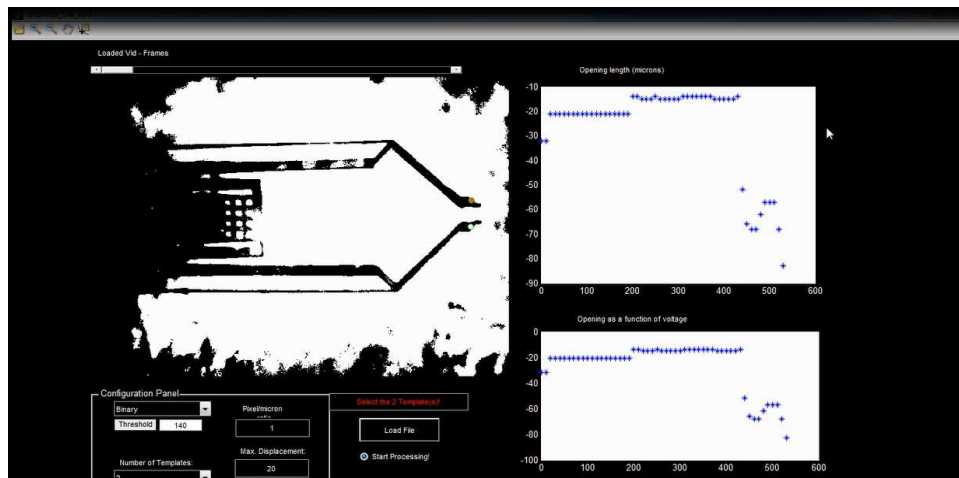 Loaded Vid - Frames
Opening length (microns)
-10
-20
-30
-40
-50
-60
-70
-80
-90
0 100 200 300 400 500 600
Opening as a function of voltage
0
-20
-40
-60
-80
-100
0 100 200 300 400 500 600
Configuration Panel
Binary
Threshold 140
Pixel/micron
1
Number of Templates:
2
Max. Displacement:
20
Select the 2 Template(s)!
Load File
Start Processing!